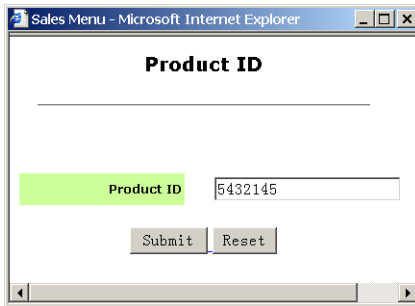 Sales Menu - Microsoft Internet Explorer
Product ID
Product ID 5432145
Submit Reset